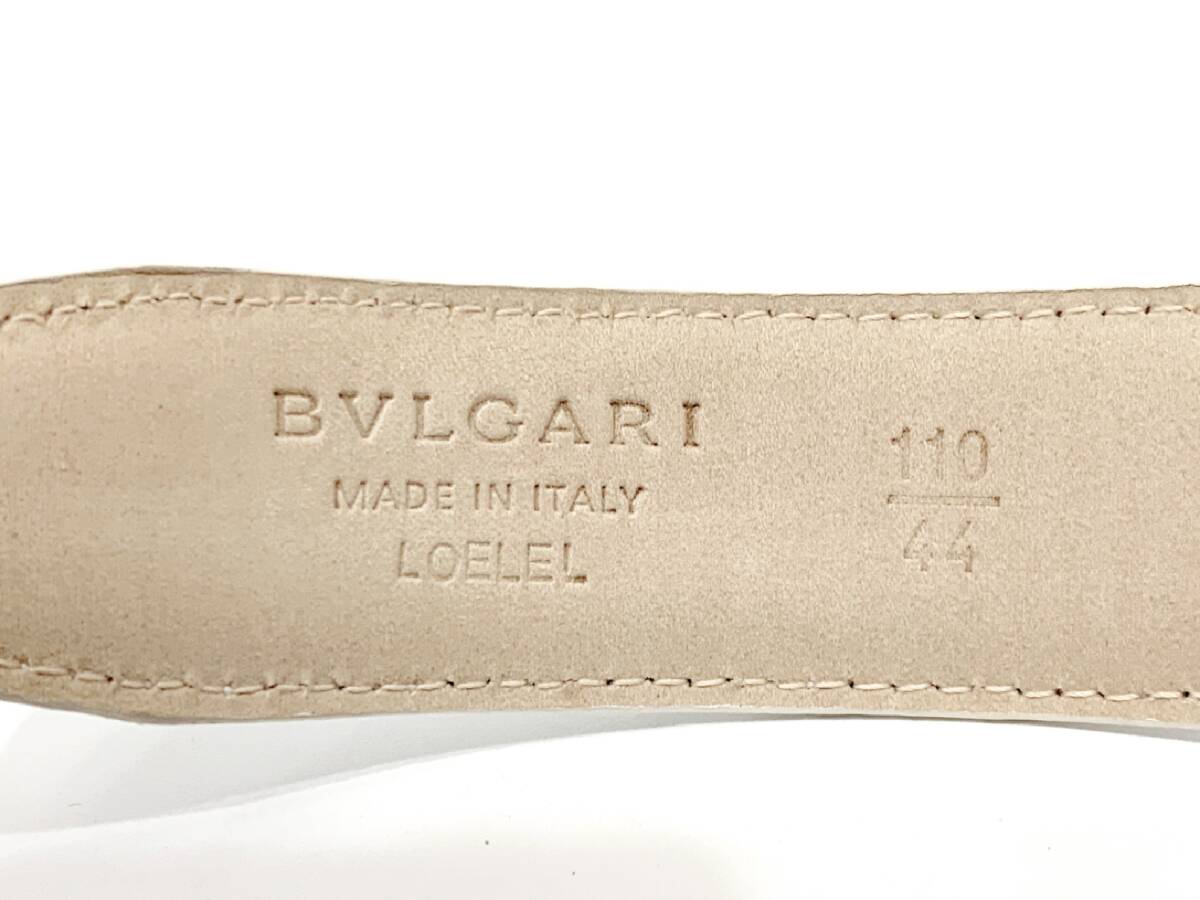 BVLGARI
MADE IN ITALY
LOELEL
110
44